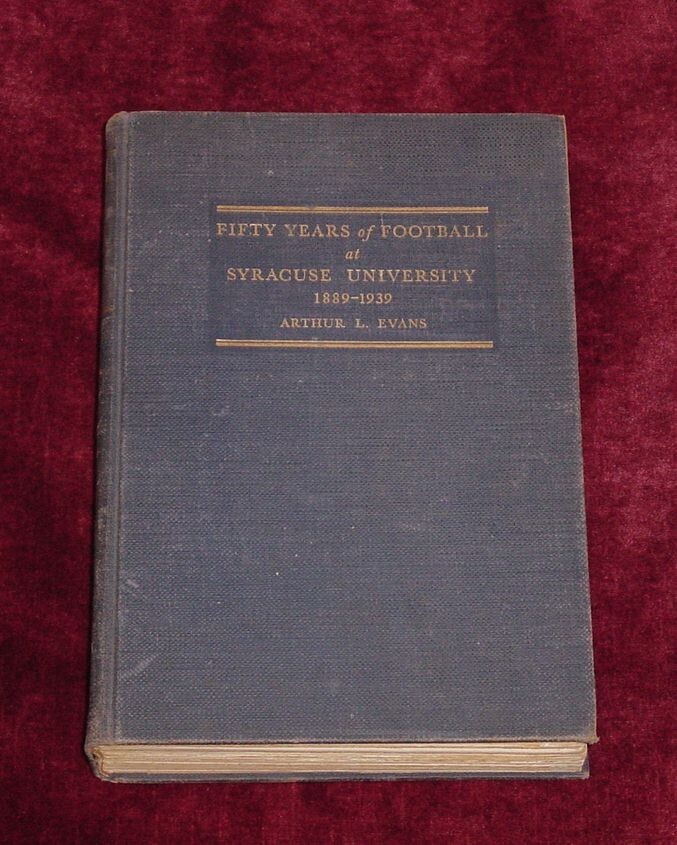 FIFTY YEARS of FOOTBALL
at
SYRACUSE UNIVERSITY
1889-1939
ARTHUR L. EVANS